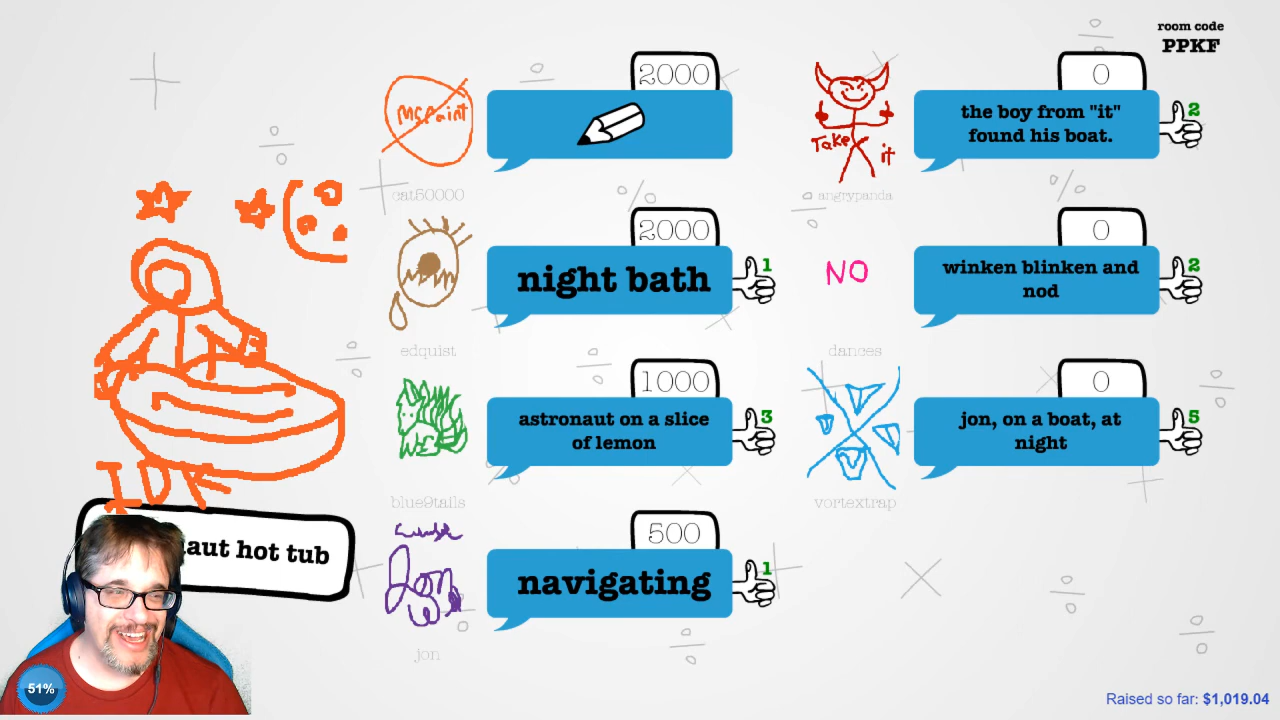 room code
PPKF
IDK
aut hot tub
McPaint
2000
cat50000
2000
night bath
1
edquist
1000
astronaut on a slice
of lemon
3
blue9tails
500
navigating
1
jon
0
the boy from "it"
found his boat.
2
Take it
angrypanda
0
NO
winken blinken and
nod
2
dances
0
jon, on a boat, at
night
5
vortextrap
51%
Raised so far: $1,019.04